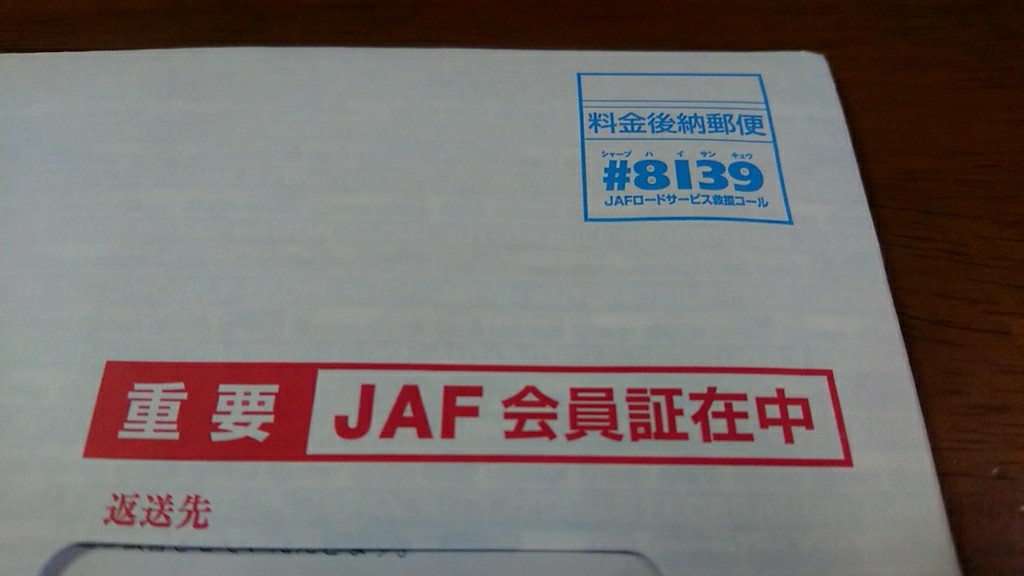 料金後納郵便
シャープ ハ イ サン キュウ
#8139
JAFロードサービス救援コール
重要 JAF 会員証在中
返送先